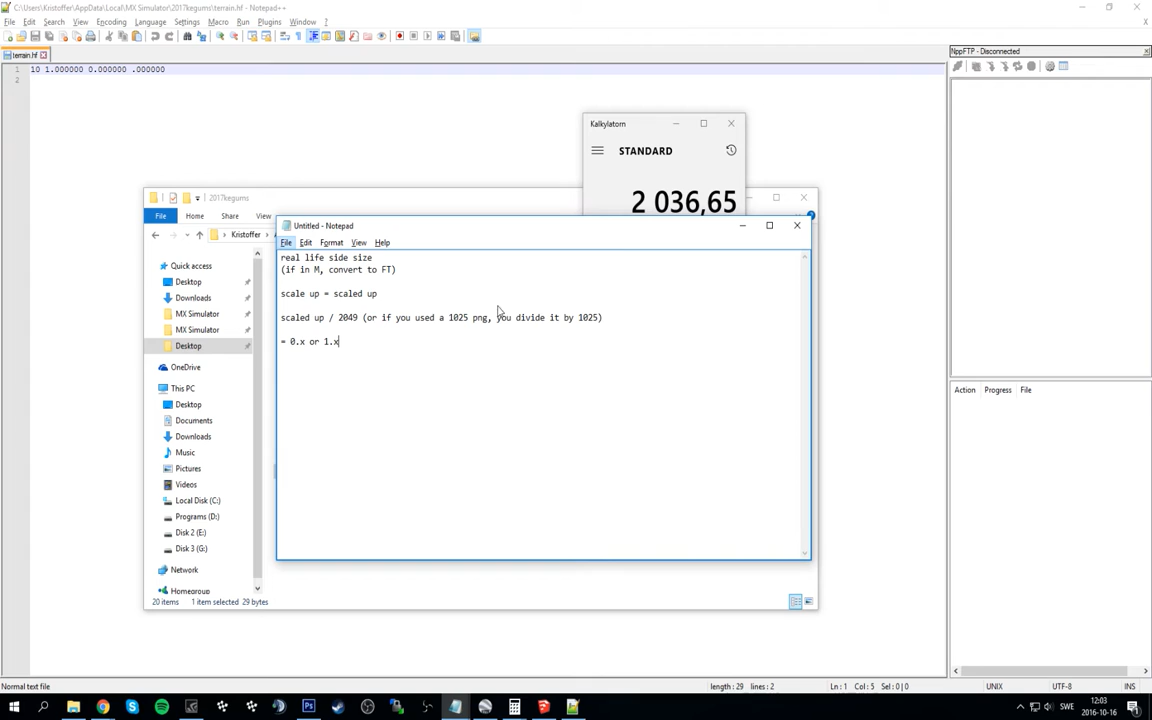 C:\Users\Kristoffer\AppData\Local\MX Simulator\2017kegums\terrain.hf - Notepad++
File Edit Search View Encoding Language Settings Macro Run Plugins Window ?
X
terrain.hf
NppFTP - Disconnected
1 10 1.000000 0.000000 .000000
2
Kalkylatorn
STANDARD
2 036,65
2017kegums
File Home Share View
Kristoffer
Untitled - Notepad
File Edit Format View Help
real life side size
(if in M, convert to FT)
scale up = scaled up
scaled up / 2049 (or if you used a 1025 png, you divide it by 1025)
= 0.x or 1.x
Quick access
Desktop
Downloads
MX Simulator
MX Simulator
Desktop
OneDrive
This PC
Desktop
Documents
Downloads
Music
Pictures
Videos
Local Disk (C:)
Programs (D:)
Disk 2 (E:)
Disk 3 (G:)
Network
Homegroup
20 items 1 item selected 29 bytes
Action Progress File
Normal text file length : 29 lines : 2 Ln : 1 Col : 5 Sel : 0 | 0 UNIX UTF-8 INS
SWE
12:03
2016-10-16